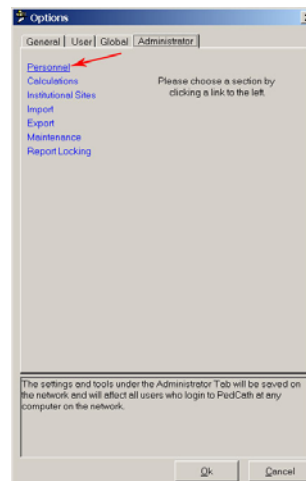 Options
General User Global Administrator
Personnel
Calculations
Institutional Sites
Import
Export
Maintenance
Report Locking
Please choose a section by
clicking a link to the left.
The settings and tools under the Administrator Tab will be saved on
the network and will affect all users who login to PedCath at any
computer on the network.
Ok Cancel